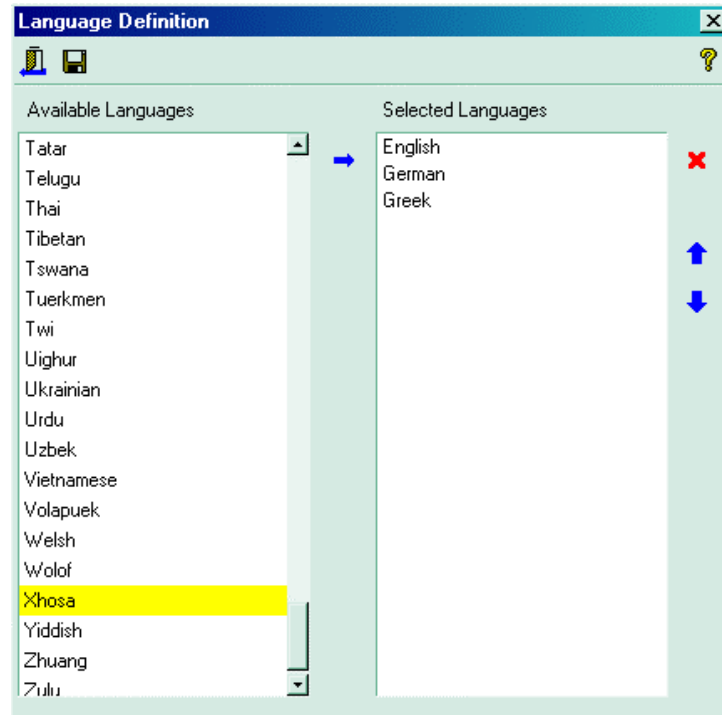 Language Definition
Available Languages
Tatar
Telugu
Thai
Tibetan
Tswana
Tuerkmen
Twi
Uighur
Ukrainian
Urdu
Uzbek
Vietnamese
Volapuek
Welsh
Wolof
Xhosa
Yiddish
Zhuang
Zulu
Selected Languages
English
German
Greek